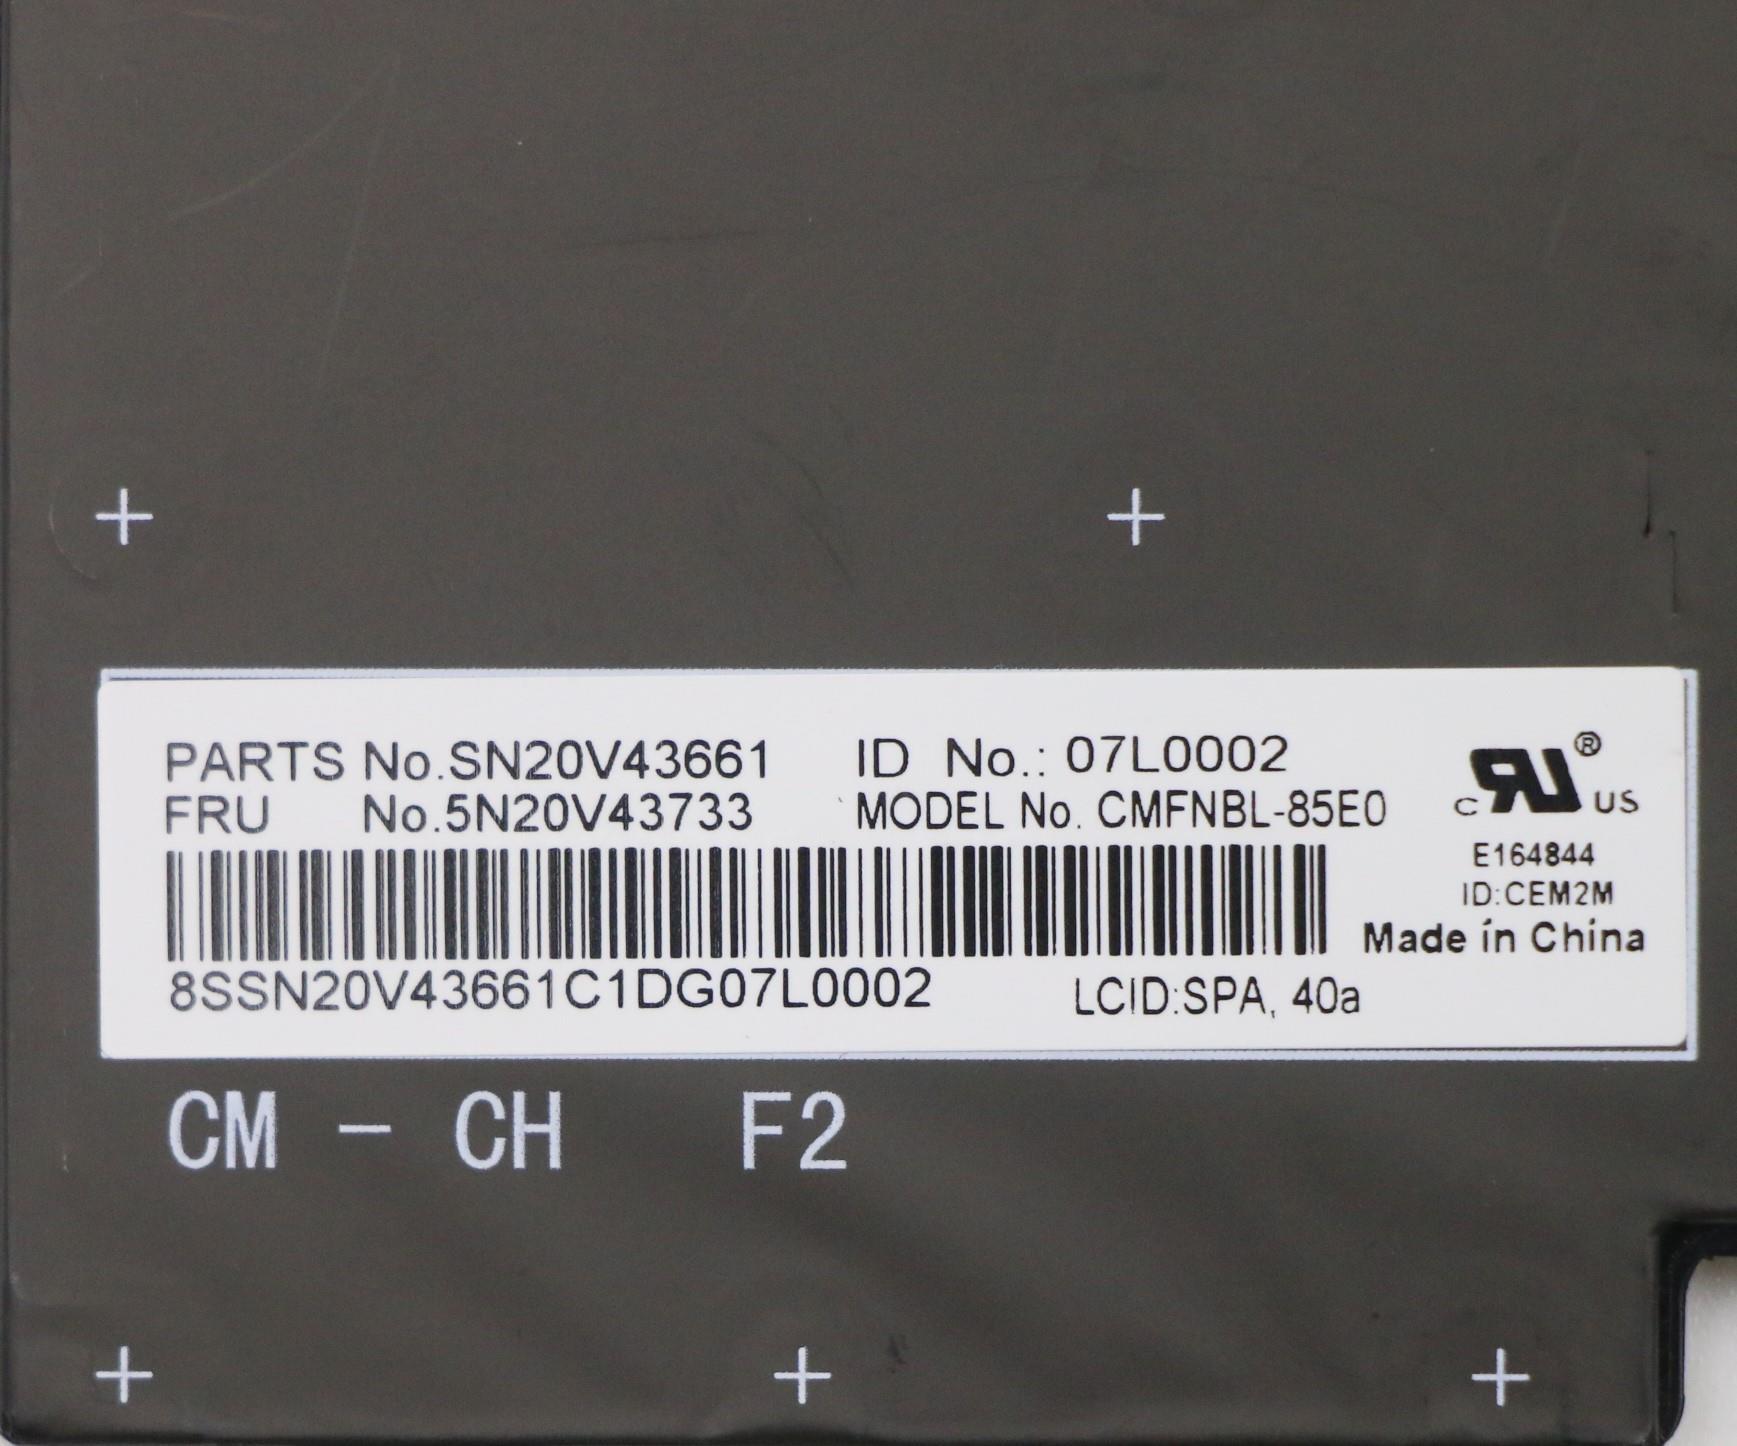 PARTS No.SN20V43661 ID No.: 07L0002
FRU No.5N20V43733 MODEL No. CMFNBL-85E0
c RU ® US
E164844
ID:CEM2M
Made in China
8SSN20V43661C1DG07L0002 LCID:SPA, 40a
CM - CH F2